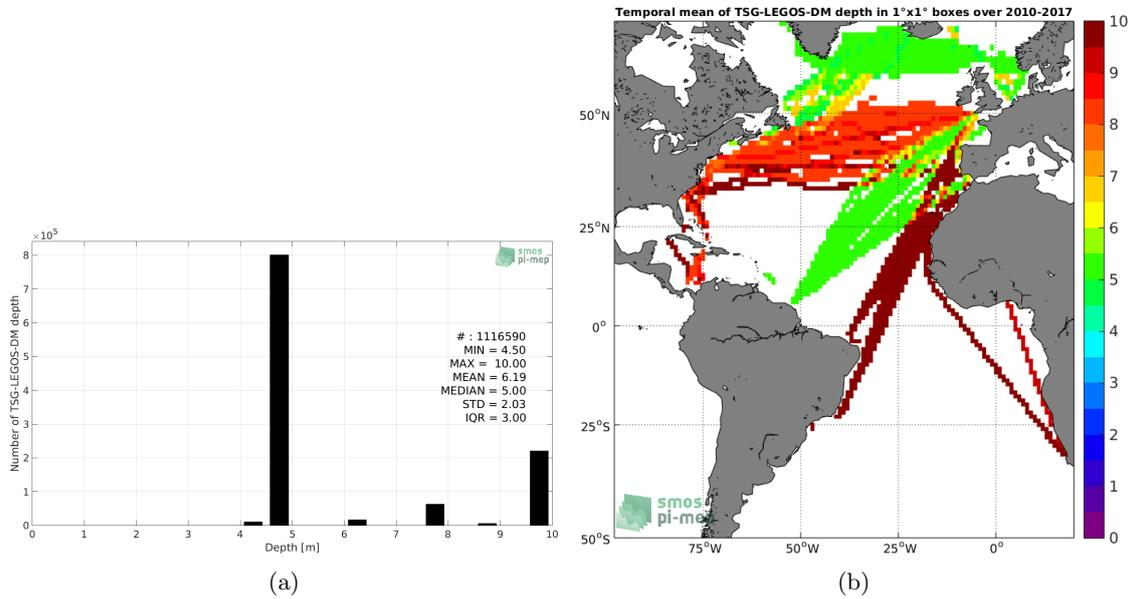 Temporal mean of TSG-LEGOS-DM depth in 1°x1° boxes over 2010-2017
×10⁵
8
7
6
5
4
3
2
1
0
Number of TSG-LEGOS-DM depth
smos
pi-mep
# : 1116590
MIN = 4.50
MAX = 10.00
MEAN = 6.19
MEDIAN = 5.00
STD = 2.03
IQR = 3.00
0 1 2 3 4 5 6 7 8 9 10
Depth [m]
(a)
50°N
25°N
0°
25°S
50°S
75°W 50°W 25°W 0°
smos
pi-mep
10
9
8
7
6
5
4
3
2
1
0
(b)